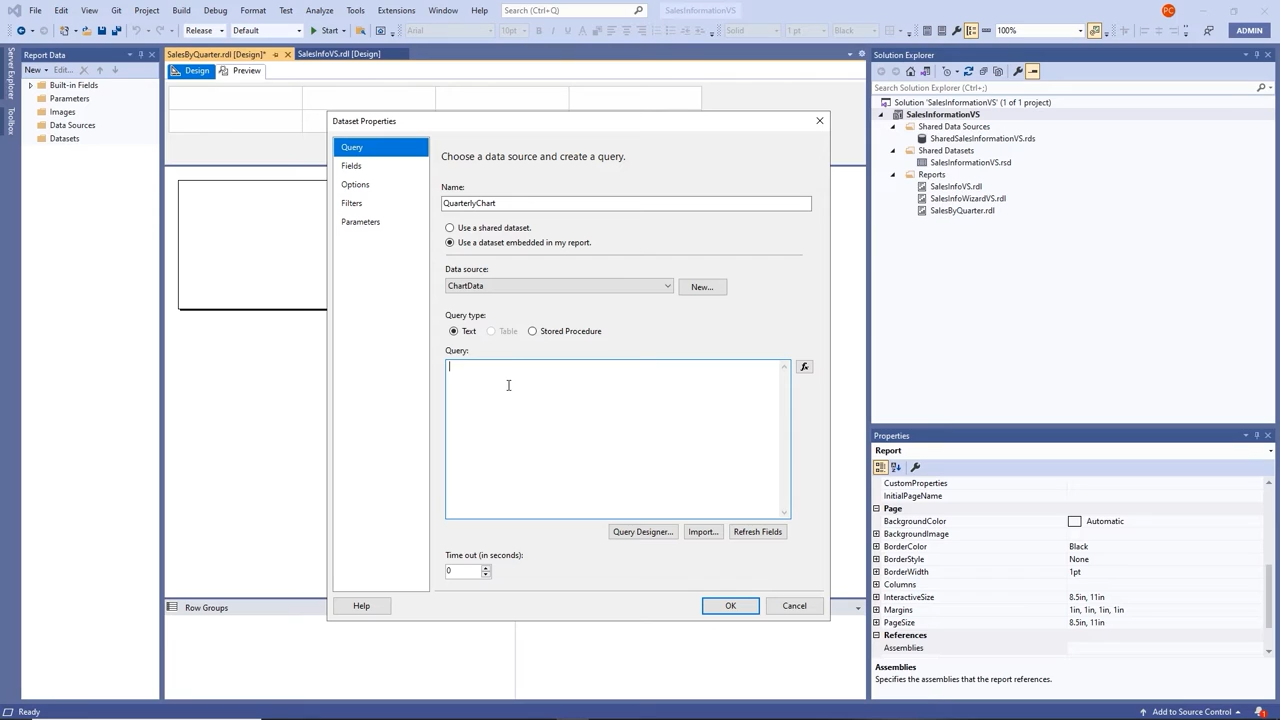 File Edit View Git Project Build Debug Format Test Analyze Tools Extensions Window Help Search (Ctrl+Q) SalesInformationVS PC
Release Default Start Arial 10pt Solid 1 pt Black 100% ADMIN
Server Explorer
Toolbox
Report Data
New Edit...
Built-in Fields
Parameters
Images
Data Sources
Datasets
SalesByQuarter.rdl [Design]* SalesInfoVS.rdl [Design]
Design Preview
Dataset Properties
Query
Fields
Options
Filters
Parameters
Choose a data source and create a query.
Name:
QuarterlyChart
Use a shared dataset.
Use a dataset embedded in my report.
Data source:
ChartData New...
Query type:
Text Table Stored Procedure
Query:
fx
Query Designer... Import... Refresh Fields
Time out (in seconds):
0
Help OK Cancel
Row Groups
Solution Explorer
Search Solution Explorer (Ctrl+;)
Solution 'SalesInformationVS' (1 of 1 project)
SalesInformationVS
Shared Data Sources
SharedSalesInformationVS.rds
Shared Datasets
SalesInformationVS.rsd
Reports
SalesInfoVS.rdl
SalesInfoWizardVS.rdl
SalesByQuarter.rdl
Properties
Report
CustomProperties
InitialPageName
Page
BackgroundColor Automatic
BackgroundImage
BorderColor Black
BorderStyle None
BorderWidth 1pt
Columns
InteractiveSize 8.5in, 11in
Margins 1in, 1in, 1in, 1in
PageSize 8.5in, 11in
References
Assemblies
Assemblies
Specifies the assemblies that the report references.
Ready Add to Source Control 1